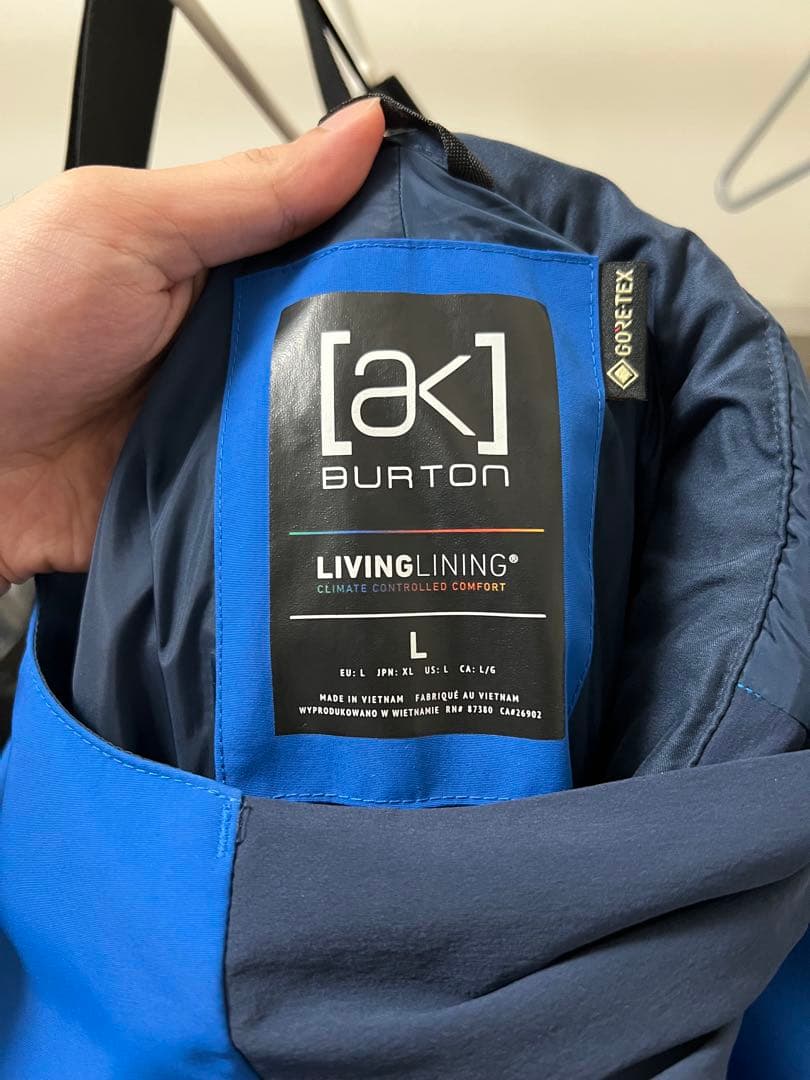 [ak]
BURTON
GORE-TEX
LIVINGLINING®
CLIMATE CONTROLLED COMFORT
L
EU: L JPN: XL US: L CA: L/G
MADE IN VIETNAM FABRIQUÉ AU VIETNAM
WYPRODUKOWANO W WIETNAMIE RN# 87380 CA#26902